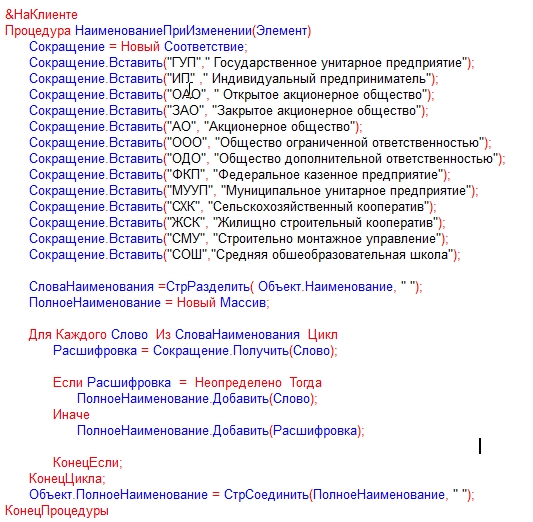 &НаКлиенте
Процедура НаименованиеПриИзменении(Элемент)
Сокращение = Новый Соответствие;
Сокращение.Вставить("ГУП"," Государственное унитарное предприятие");
Сокращение.Вставить("ИП" ," Индивидуальный предприниматель");
Сокращение.Вставить("ОАО", " Открытое акционерное общество");
Сокращение.Вставить("ЗАО", "Закрытое акционерное общество");
Сокращение.Вставить("АО", "Акционерное общество");
Сокращение.Вставить("ООО", "Общество ограниченной ответственностью");
Сокращение.Вставить("ОДО", "Общество дополнительной ответственностью");
Сокращение.Вставить("ФКП", "Федеральное казенное предприятие");
Сокращение.Вставить("МУУП", "Муниципальное унитарное предприятие");
Сокращение.Вставить("СХК", "Сельскохозяйственный кооператив");
Сокращение.Вставить("ЖСК", "Жилищно строительный кооператив");
Сокращение.Вставить("СМУ", "Строительно монтажное управление");
Сокращение.Вставить("СОШ","Средняя обшеобразовательная школа");
СловаНаименования =СтрРазделить( Объект.Наименование, " ");
ПолноеНаименование = Новый Массив;
Для Каждого Слово Из СловаНаименования Цикл
Расшифровка = Сокращение.Получить(Слово);
Если Расшифровка = Неопределено Тогда
ПолноеНаименование.Добавить(Слово);
Иначе
ПолноеНаименование.Добавить(Расшифровка);
КонецЕсли;
КонецЦикла;
Объект.ПолноеНаименование = СтрСоединить(ПолноеНаименование, " ");
КонецПроцедуры